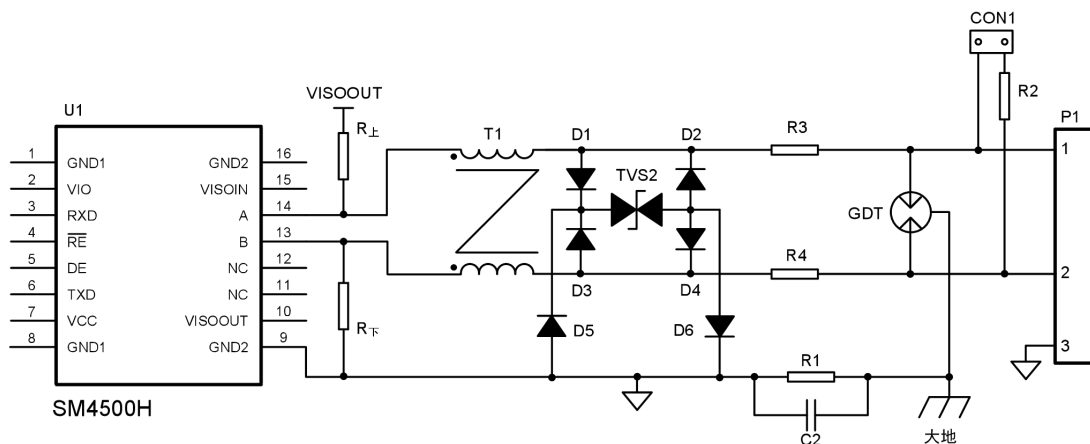 CON1
R2
P1
VISOOUT
U1
R上
T1
D1
D2
R3
1
TVS2
1
GND1
GND2
16
2
VIO
VISOIN
15
3
RXD
A
14
GDT
4
RE
B
13
5
DE
NC
12
R4
2
6
TXD
NC
11
D3
D4
7
VCC
VISOOUT
10
R下
D5
D6
8
GND1
GND2
9
3
R1
SM4500H
C2
大地